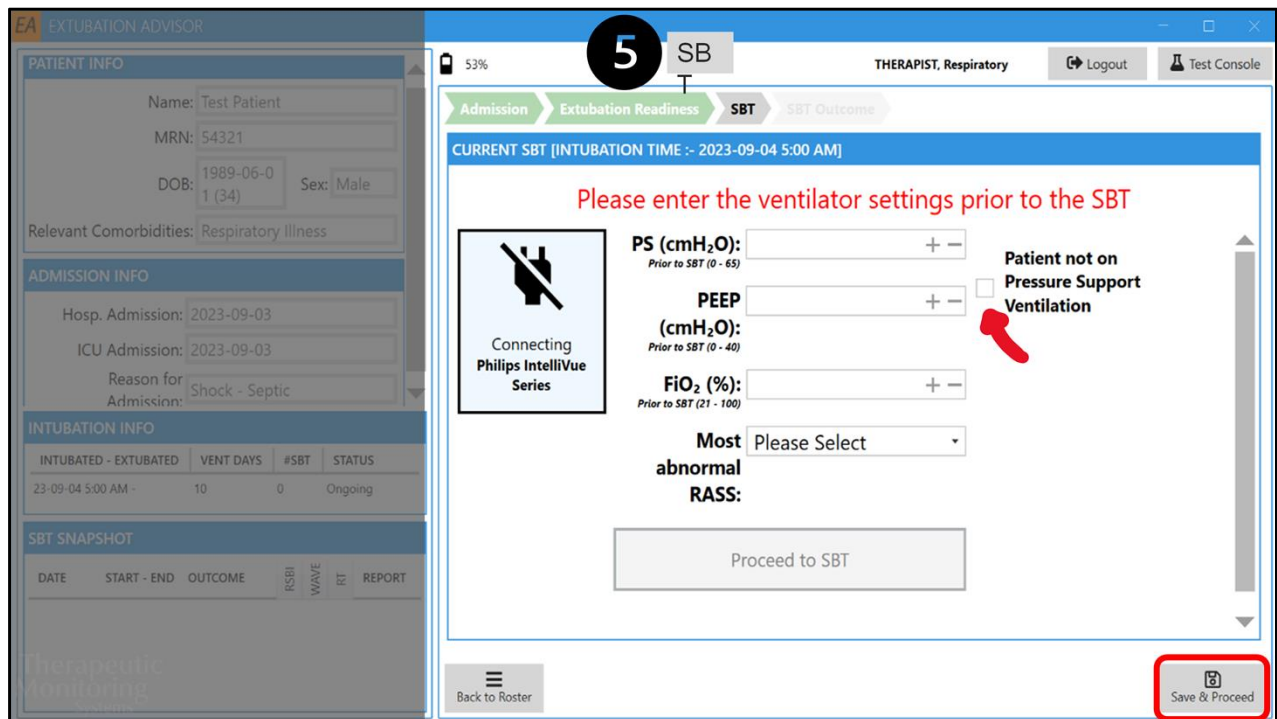 EA EXTUBATION ADVISOR
PATIENT INFO
Name: Test Patient
MRN: 54321
DOB: 1989-06-0
1 (34)
Sex: Male
Relevant Comorbidities: Respiratory Illness
ADMISSION INFO
Hosp. Admission: 2023-09-03
ICU Admission: 2023-09-03
Reason for
Admission:
Shock - Septic
INTUBATION INFO
INTUBATED - EXTUBATED VENT DAYS #SBT STATUS
23-09-04 5:00 AM - 10 0 Ongoing
SBT SNAPSHOT
DATE START - END OUTCOME RSBI WAVE RT REPORT
Therapeutic
Monitoring
Systems
53%
5
SB
T
THERAPIST, Respiratory
Logout
Test Console
Admission Extubation Readiness SBT SBT Outcome
CURRENT SBT [INTUBATION TIME :- 2023-09-04 5:00 AM]
Please enter the ventilator settings prior to the SBT
Connecting
Philips IntelliVue
Series
PS (cmH₂O):
Prior to SBT (0 - 65)
+ −
PEEP
(cmH₂O):
Prior to SBT (0 - 40)
+ −
FiO₂ (%):
Prior to SBT (21 - 100)
+ −
Most
abnormal
RASS:
Please Select
Patient not on
Pressure Support
Ventilation
Proceed to SBT
Back to Roster
Save & Proceed